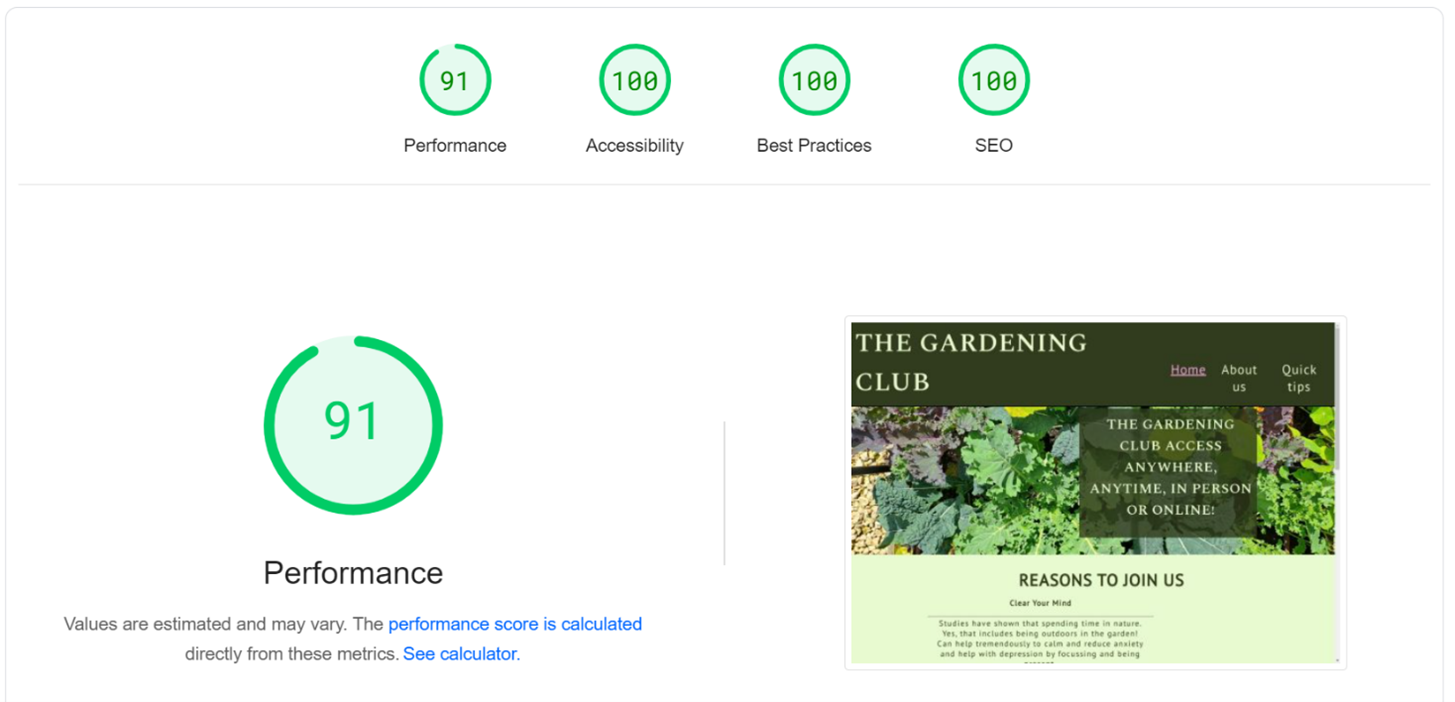 91
100
100
100
Performance
Accessibility
Best Practices
SEO
91
Performance
Values are estimated and may vary. The performance score is calculated
directly from these metrics. See calculator.
THE GARDENING
CLUB
Home
About
us
Quick
tips
THE GARDENING
CLUB ACCESS
ANYWHERE,
ANYTIME, IN PERSON
OR ONLINE!
REASONS TO JOIN US
Clear Your Mind
Studies have shown that spending time in nature.
Yes, that includes being outdoors in the garden!
Can help tremendously to calm and reduce anxiety
and help with depression by focussing and being